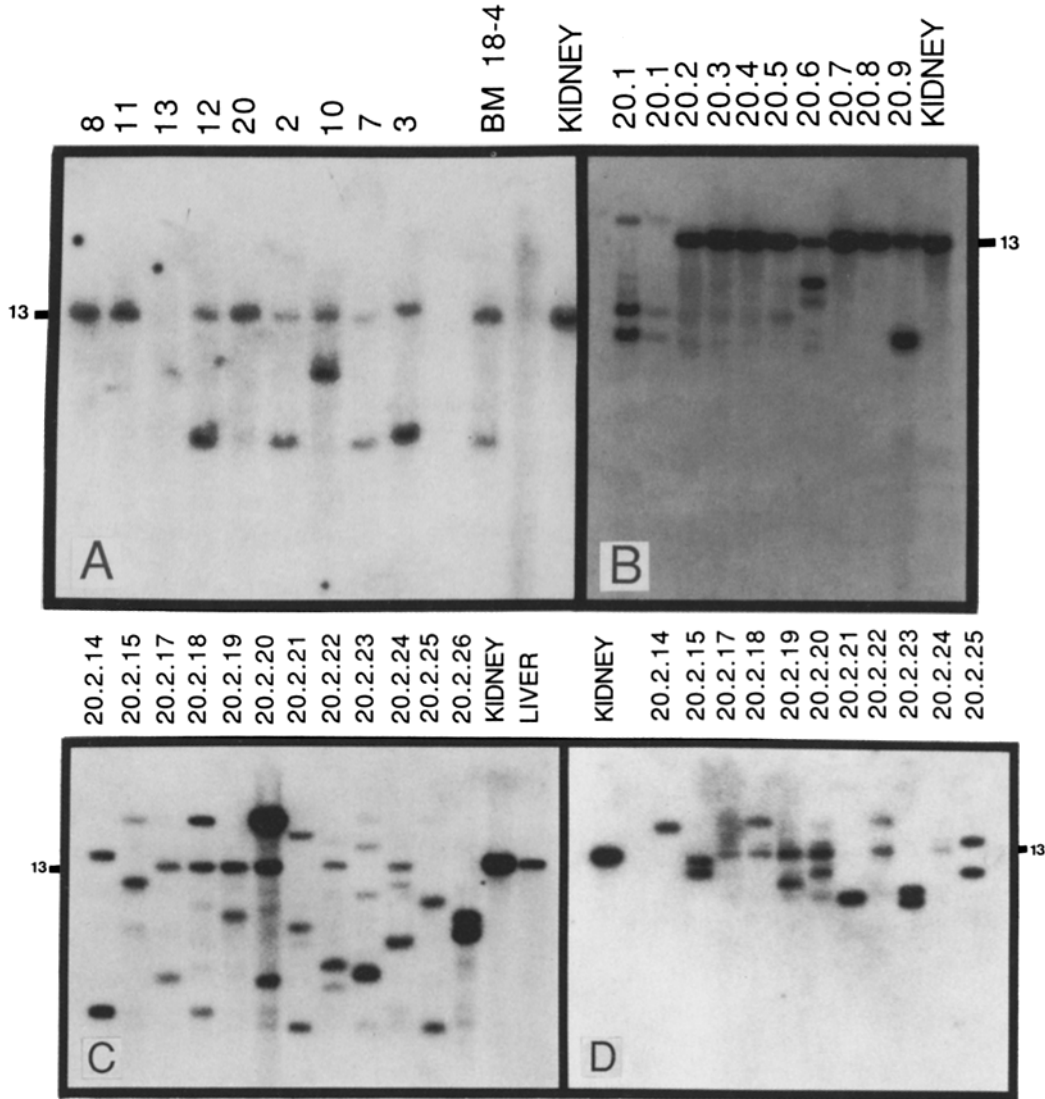 8 11 13 12 20 2 10 7 3 BM 18-4 KIDNEY
20.1 20.1 20.2 20.3 20.4 20.5 20.6 20.7 20.8 20.9 KIDNEY
13
13
A
B
20.2.14 20.2.15 20.2.17 20.2.18 20.2.19 20.2.20 20.2.21 20.2.22 20.2.23 20.2.24 20.2.25 20.2.26 KIDNEY LIVER
KIDNEY 20.2.14 20.2.15 20.2.17 20.2.18 20.2.19 20.2.20 20.2.21 20.2.22 20.2.23 20.2.24 20.2.25
13
13
C
D